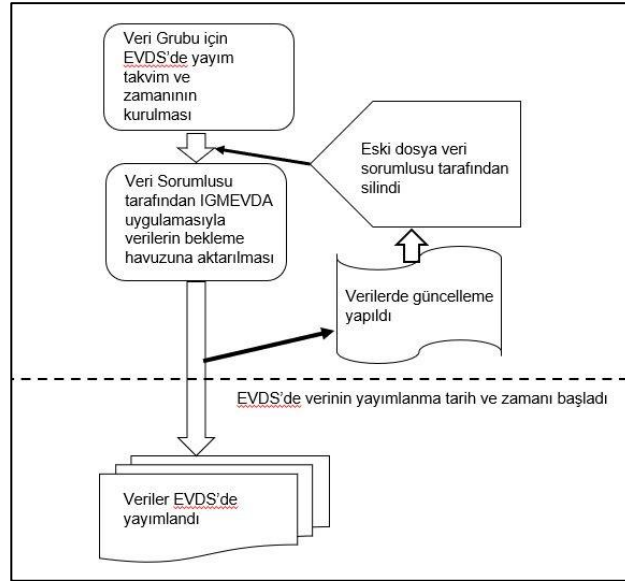 Veri Grubu için
EVDS’de yayım
takvim ve
zamanının
kurulması
Eski dosya veri
sorumlusu tarafından
silindi
Veri Sorumlusu
tarafından IGMEVDA
uygulamasıyla
verilerin bekleme
havuzuna aktarılması
Verilerde güncelleme
yapıldı
EVDS’de verinin yayımlanma tarih ve zamanı başladı
Veriler EVDS’de
yayımlandı